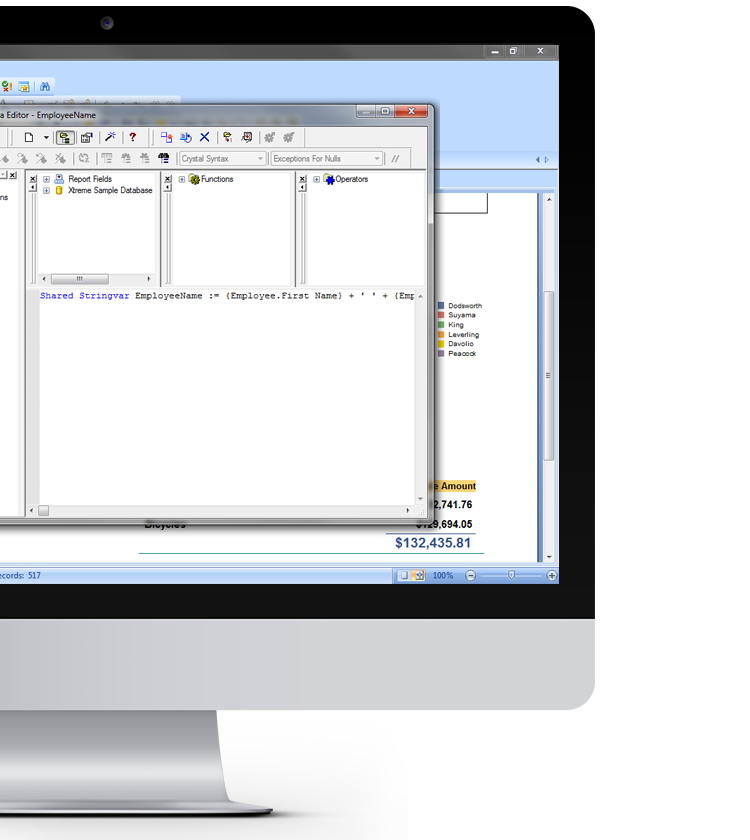 a Editor - EmployeeName
Crystal Syntax
Exceptions For Nulls
//
ns
Report Fields
Xtreme Sample Database
Functions
Operators
Shared Stringvar EmployeeName := {Employee.First Name} + ' ' + {Emp
Dodsworth
Suyama
King
Leverling
Davolio
Peacock
e Amount
2,741.76
Bicycles
$129,694.05
$132,435.81
ecords: 517
100%